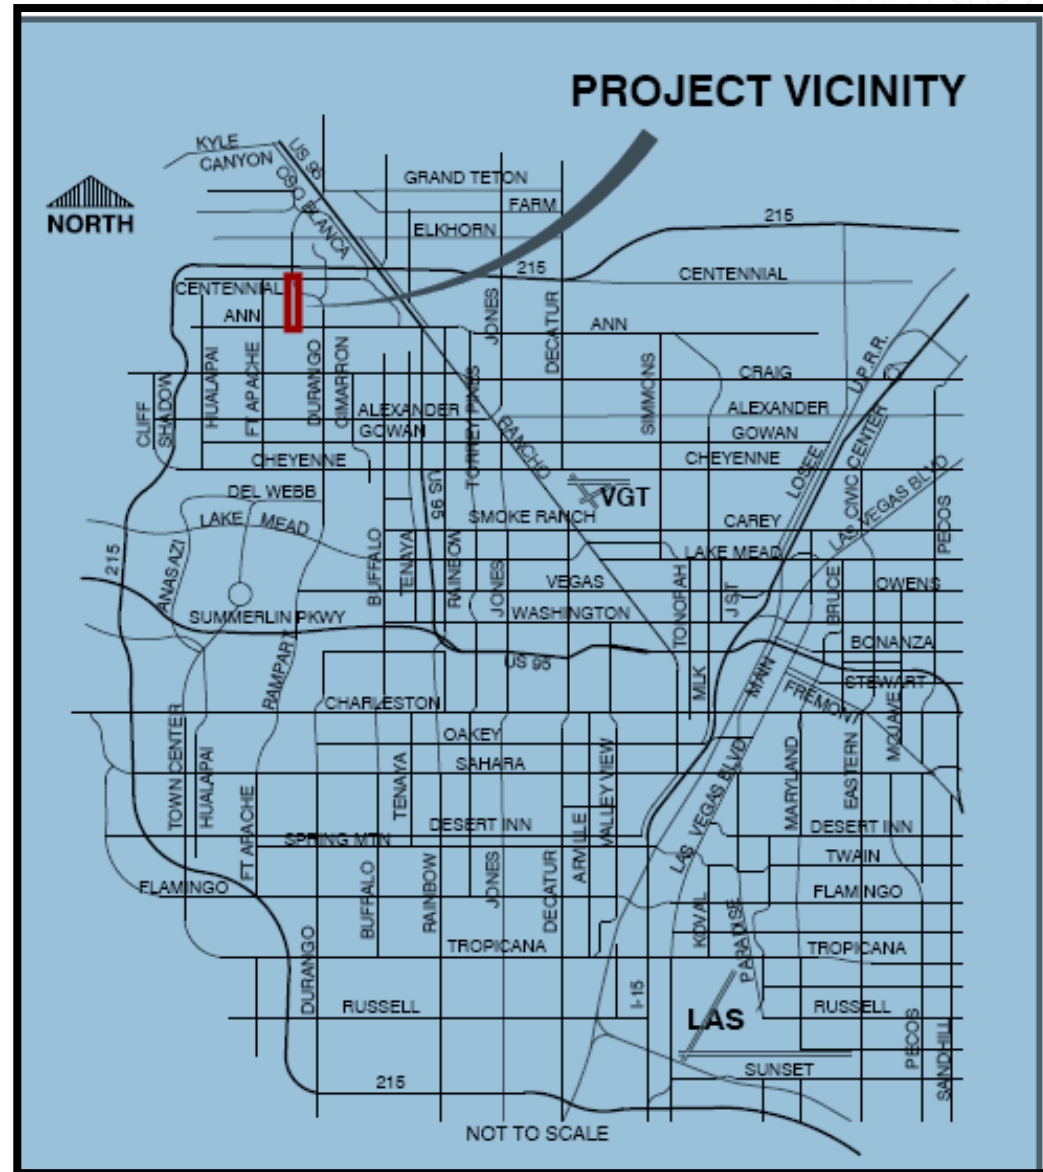 PROJECT VICINITY
KYLE
CANYON
US 95
OSO BLANCA
GRAND TETON
FARM
ELKHORN
NORTH
215
215
CENTENNIAL
CENTENNIAL
ANN
ANN
JONES
DECATUR
HUALAPAI
FT APACHE
DURANGO
CIMARRON
CLIFF
SHADOW
SIMMONS
CRAIG
U.P.R.R.
ALEXANDER
ALEXANDER
GOWAN
GOWAN
CHEYENNE
CHEYENNE
TORREY PINES
RANCHO
LOSEE
CIVIC CENTER
LAS VEGAS BLVD
PECOS
DEL WEBB
US 95
VGT
LAKE MEAD
SMOKE RANCH
CAREY
LAKE MEAD
215
ANASAZI
BUFFALO
TENAYA
RAINBOW
JONES
VEGAS
WASHINGTON
TONOPAH
J ST
BRUCE
OWENS
SUMMERLIN PKWY
BONANZA
US 95
RAMPART
MLK
MAIN
STEWART
FREMONT
CHARLESTON
MOJAVE
OAKEY
SAHARA
TOWN CENTER
HUALAPAI
FT APACHE
TENAYA
VALLEY VIEW
LAS VEGAS BLVD
MARYLAND
EASTERN
DESERT INN
DESERT INN
SPRING MTN
ARVILLE
TWAIN
FLAMINGO
FLAMINGO
BUFFALO
RAINBOW
JONES
DECATUR
KOVAL
PARADISE
TROPICANA
TROPICANA
DURANGO
RUSSELL
RUSSELL
I-15
LAS
PECOS
SANDHILL
SUNSET
215
NOT TO SCALE